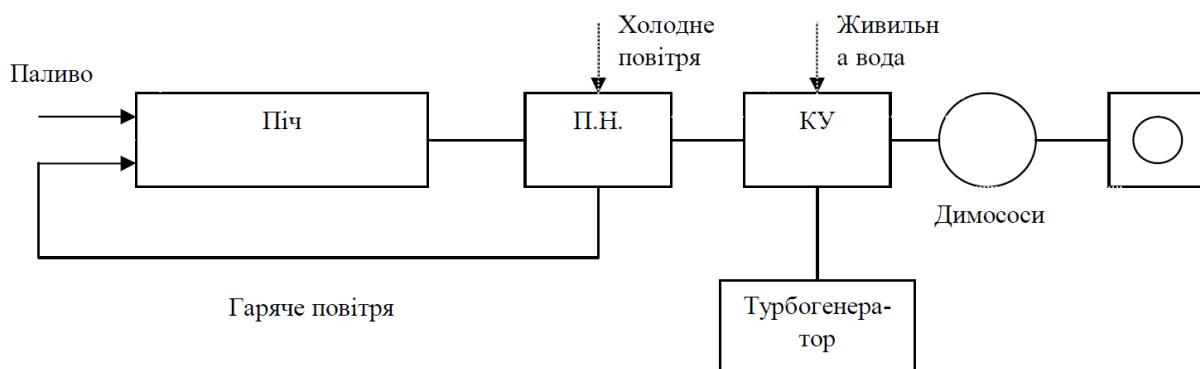 Холодне
повітря
Живильн
а вода
Паливо
Піч
П.Н.
КУ
Димососи
Гаряче повітря
Турбогенера-
тор